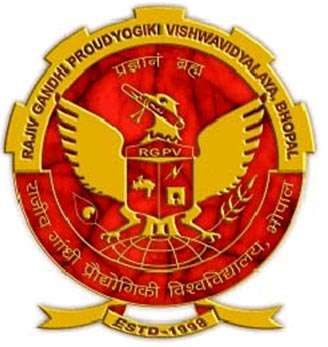 RAJIV GANDHI PROUDYOGIKI VISHWAVIDYALAYA, BHOPAL
प्रज्ञानं ब्रह्म
RGPV
राजीव गांधी प्रौद्योगिकी विश्वविद्यालय, भोपाल
ESTD-1998